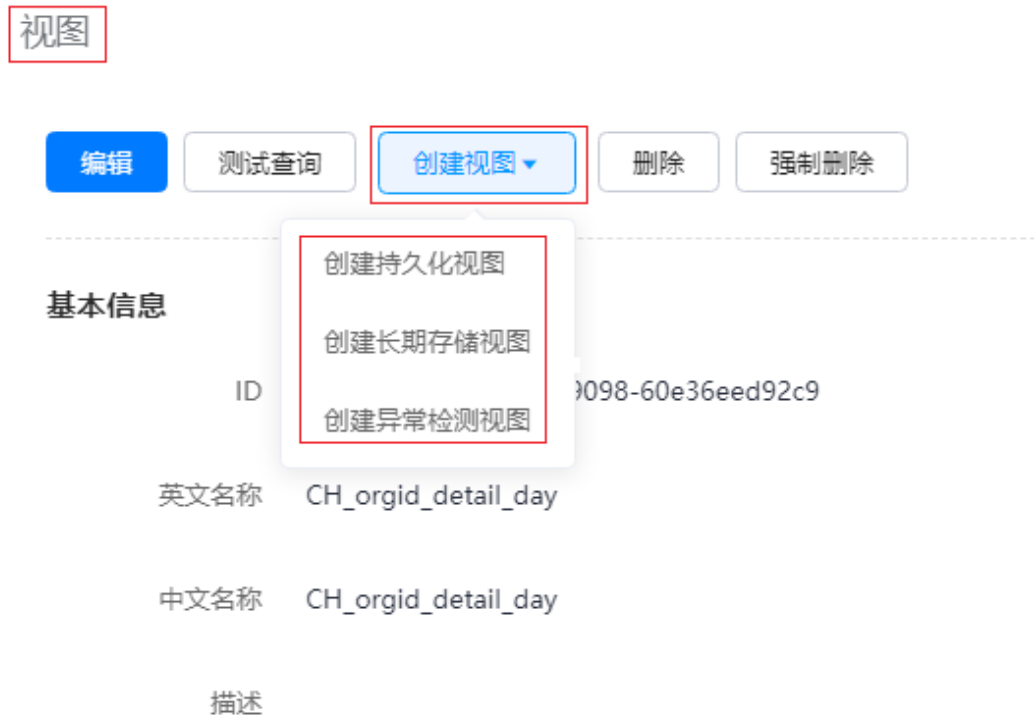 视图
编辑 测试查询 创建视图 删除 强制删除
创建持久化视图
创建长期存储视图
创建异常检测视图
基本信息
ID 9098-60e36eed92c9
英文名称 CH_orgid_detail_day
中文名称 CH_orgid_detail_day
描述